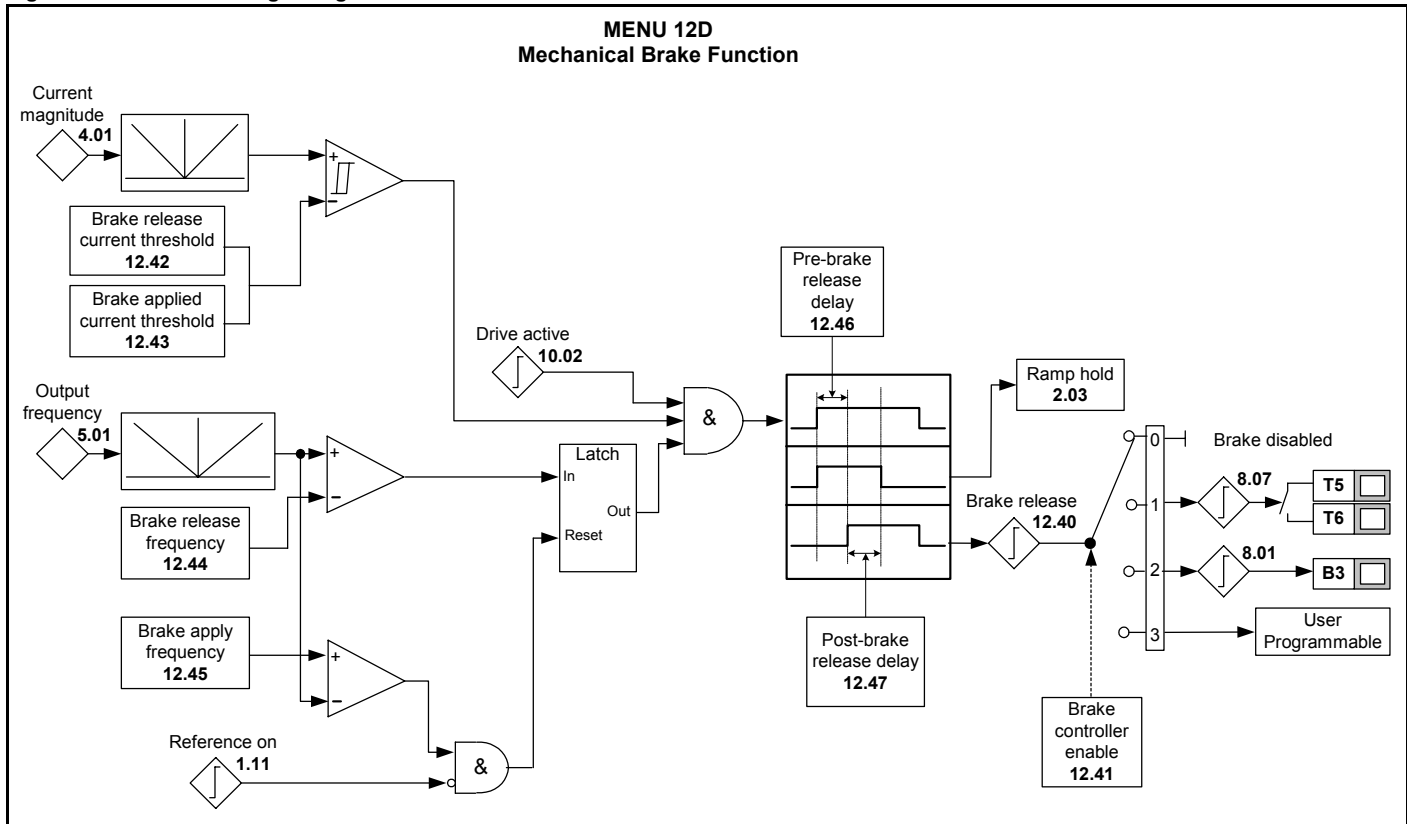 MENU 12D
Mechanical Brake Function
Current
magnitude
4.01
+
−
Brake release
current threshold
12.42
Brake applied
current threshold
12.43
Output
frequency
5.01
+
−
Brake release
frequency
12.44
Brake apply
frequency
12.45
+
−
Reference on
1.11
&
Latch
In
Out
Reset
Drive active
10.02
&
Pre-brake
release
delay
12.46
Post-brake
release delay
12.47
Ramp hold
2.03
Brake release
12.40
0
Brake disabled
1
8.07
T5
T6
2
8.01
B3
3
User
Programmable
Brake
controller
enable
12.41